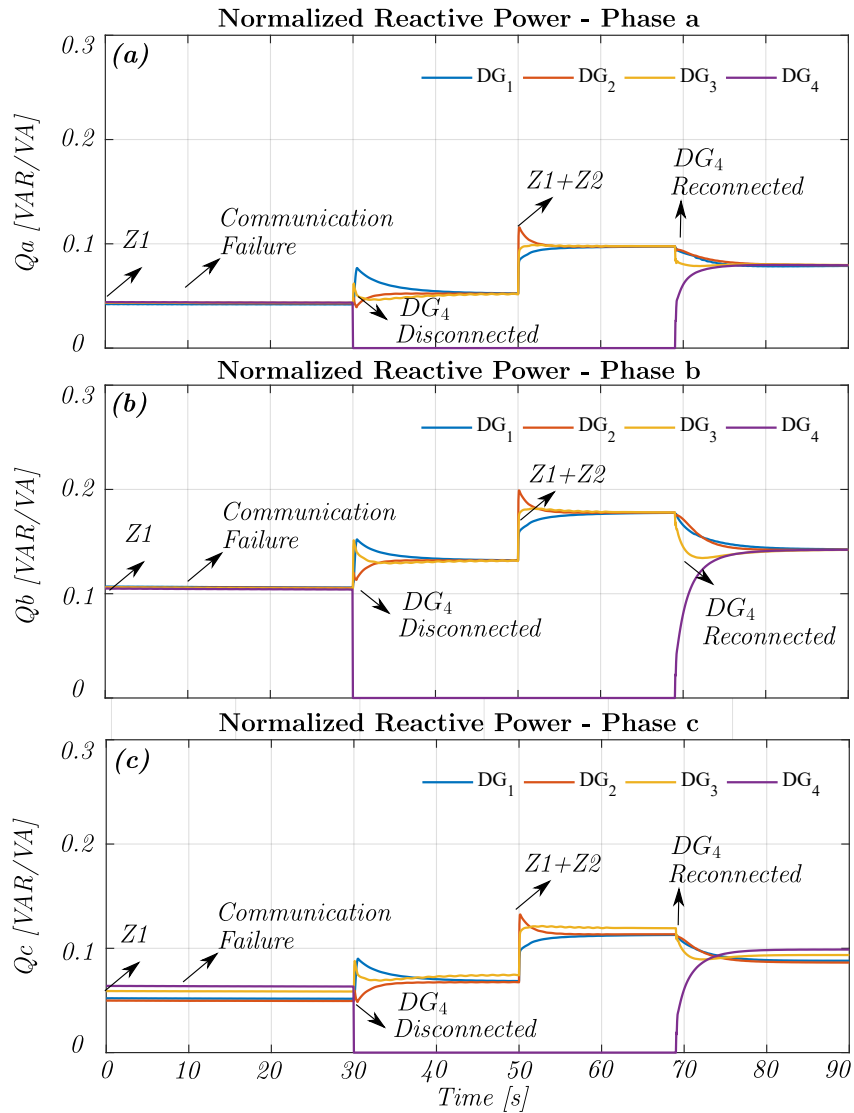 Normalized Reactive Power - Phase a
(a)
0.3
0.2
0.1
0
Qa [VAR/VA]
DG1 DG2 DG3 DG4
Z1
Communication
Failure
DG4
Disconnected
Z1+Z2
DG4
Reconnected
Normalized Reactive Power - Phase b
(b)
0.3
0.2
0.1
0
Qb [VAR/VA]
DG1 DG2 DG3 DG4
Z1
Communication
Failure
DG4
Disconnected
Z1+Z2
DG4
Reconnected
Normalized Reactive Power - Phase c
(c)
0.3
0.2
0.1
0
Qc [VAR/VA]
DG1 DG2 DG3 DG4
Z1
Communication
Failure
DG4
Disconnected
Z1+Z2
DG4
Reconnected
0 10 20 30 40 50 60 70 80 90
Time [s]